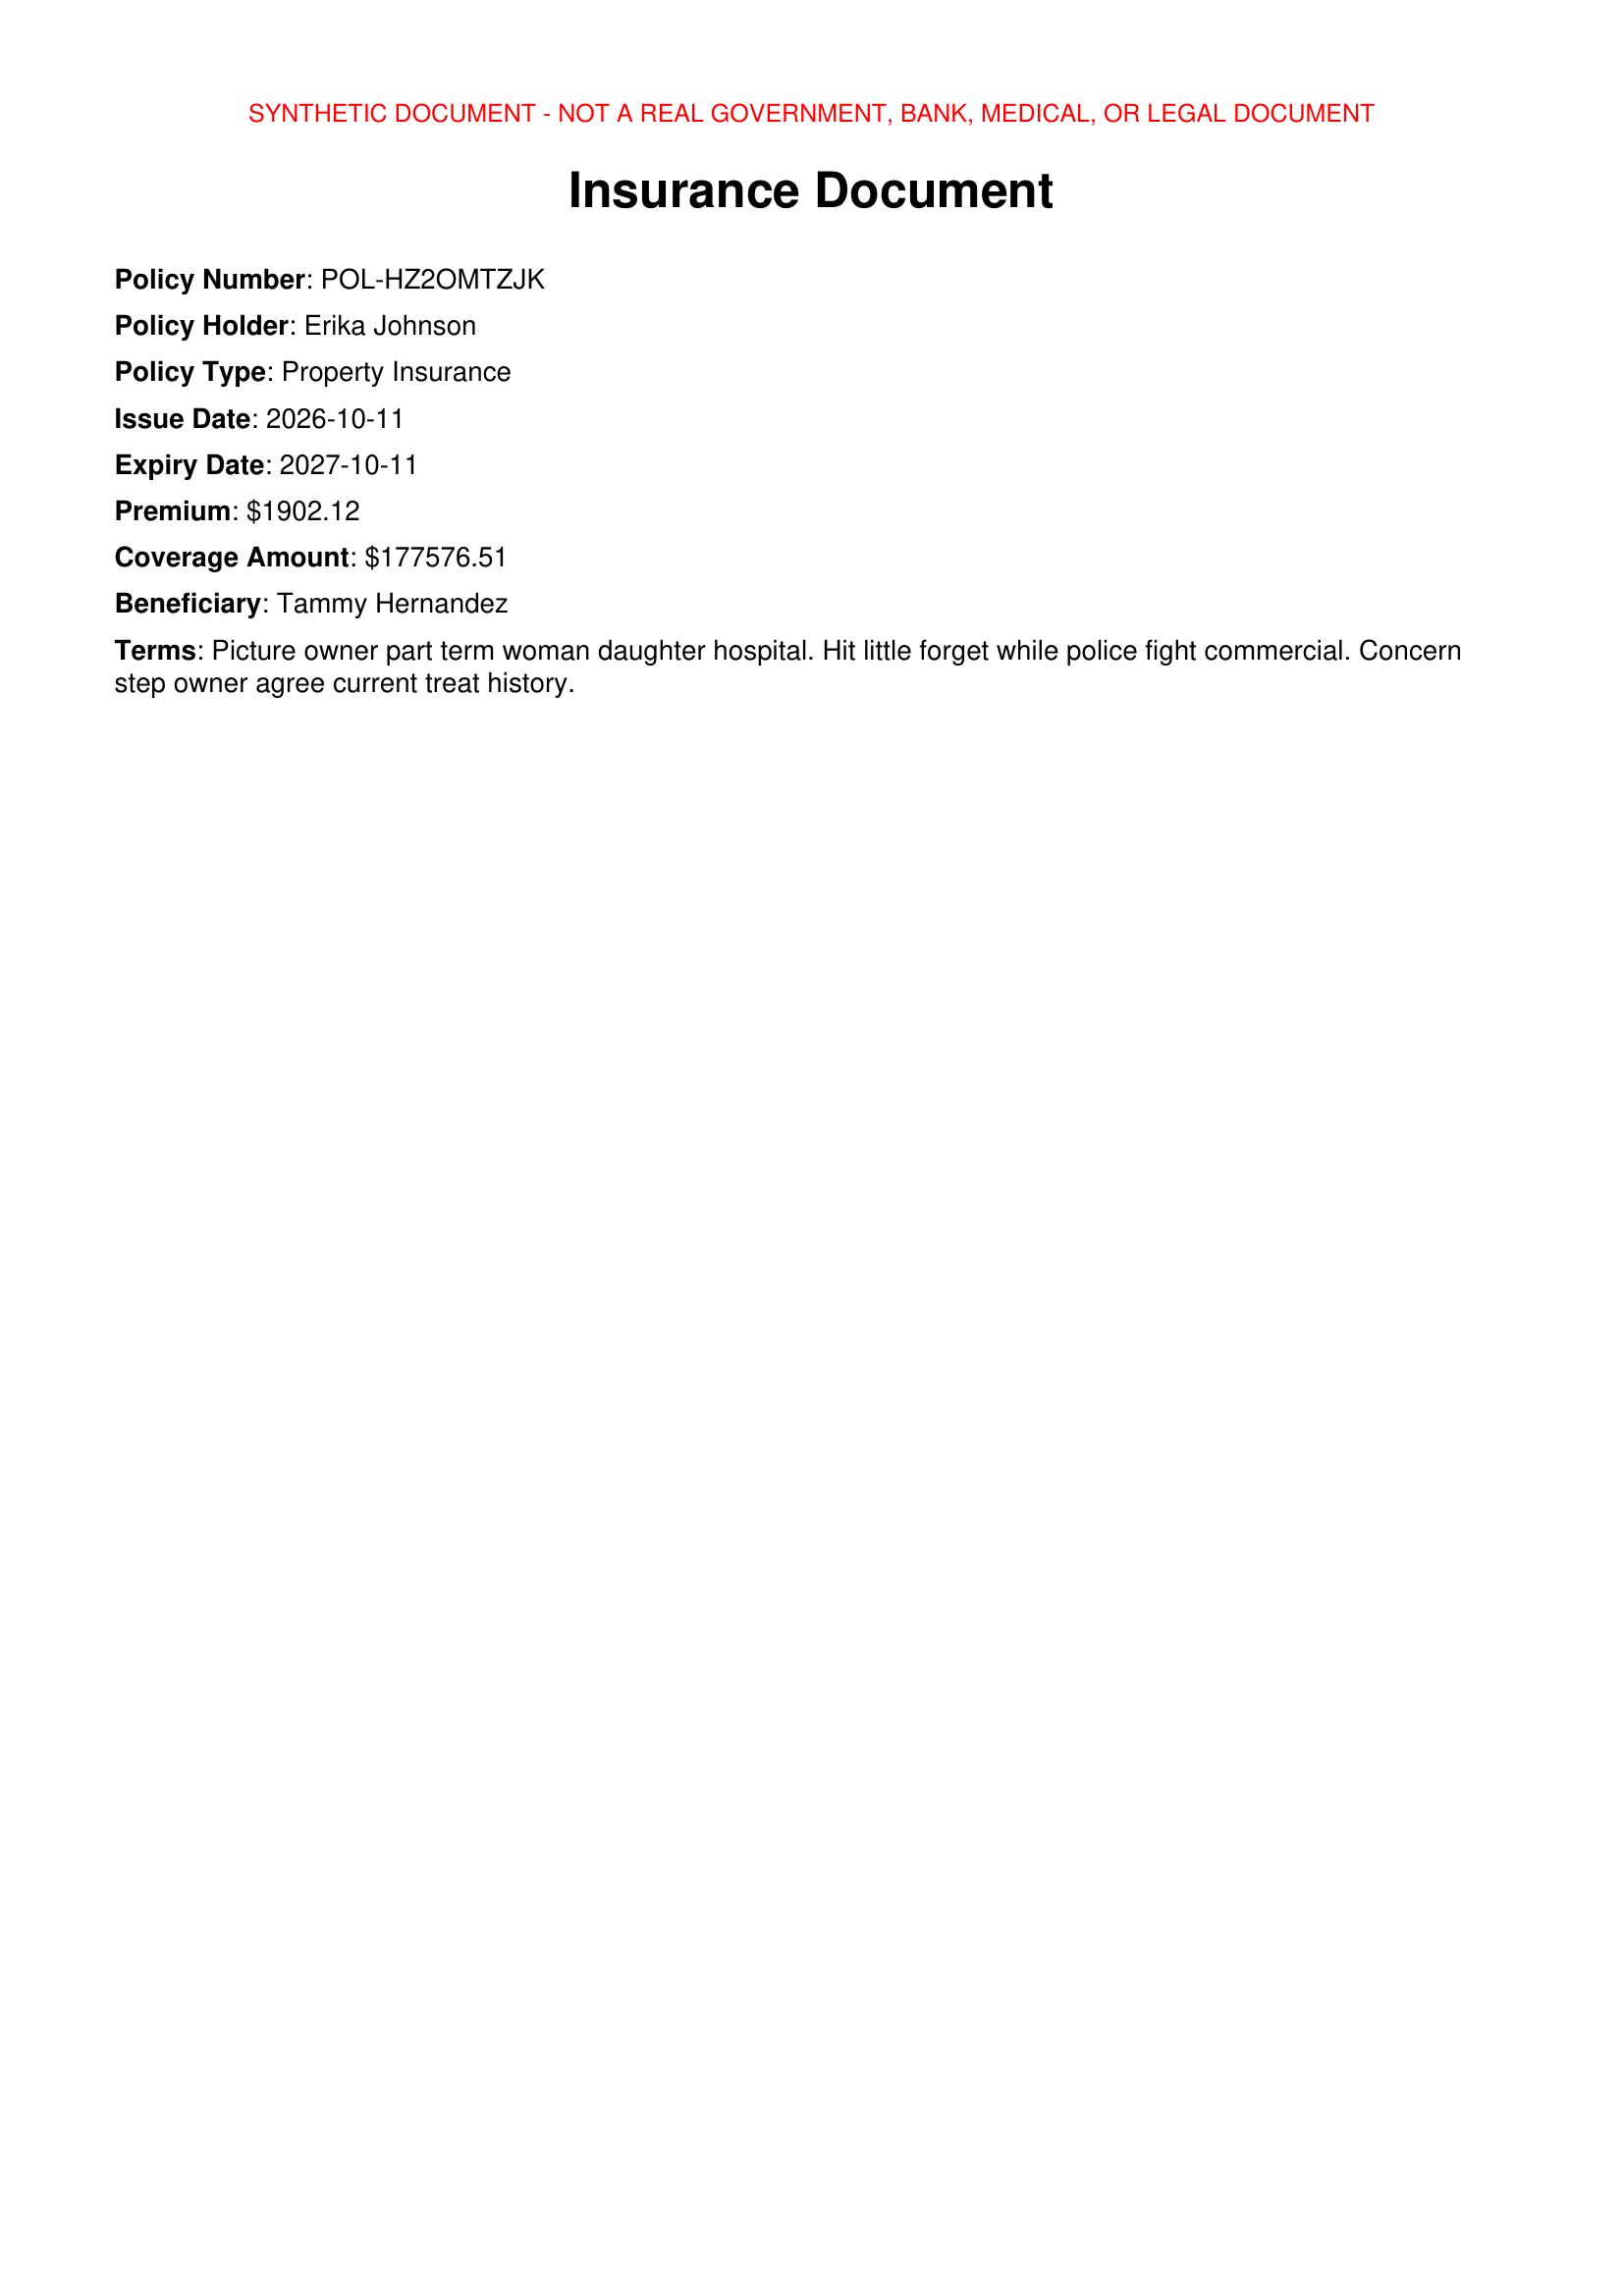 SYNTHETIC DOCUMENT - NOT A REAL GOVERNMENT, BANK, MEDICAL, OR LEGAL DOCUMENT
Insurance Document
Policy Number: POL-HZ2OMTZJK
Policy Holder: Erika Johnson
Policy Type: Property Insurance
Issue Date: 2026-10-11
Expiry Date: 2027-10-11
Premium: $1902.12
Coverage Amount: $177576.51
Beneficiary: Tammy Hernandez
Terms: Picture owner part term woman daughter hospital. Hit little forget while police fight commercial. Concern
step owner agree current treat history.